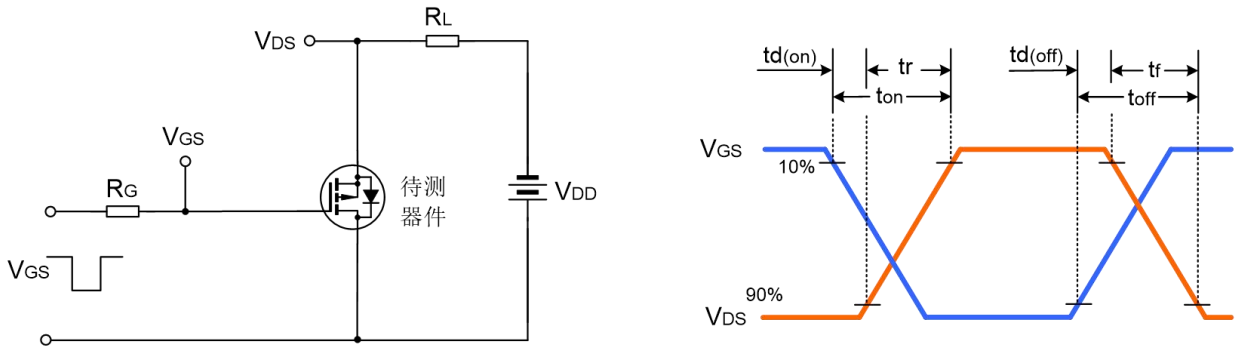 VDS
RL
VGS
RG
待测
器件
VDD
VGS
td(on)
tr
ton
td(off)
tf
toff
VGS
10%
90%
VDS